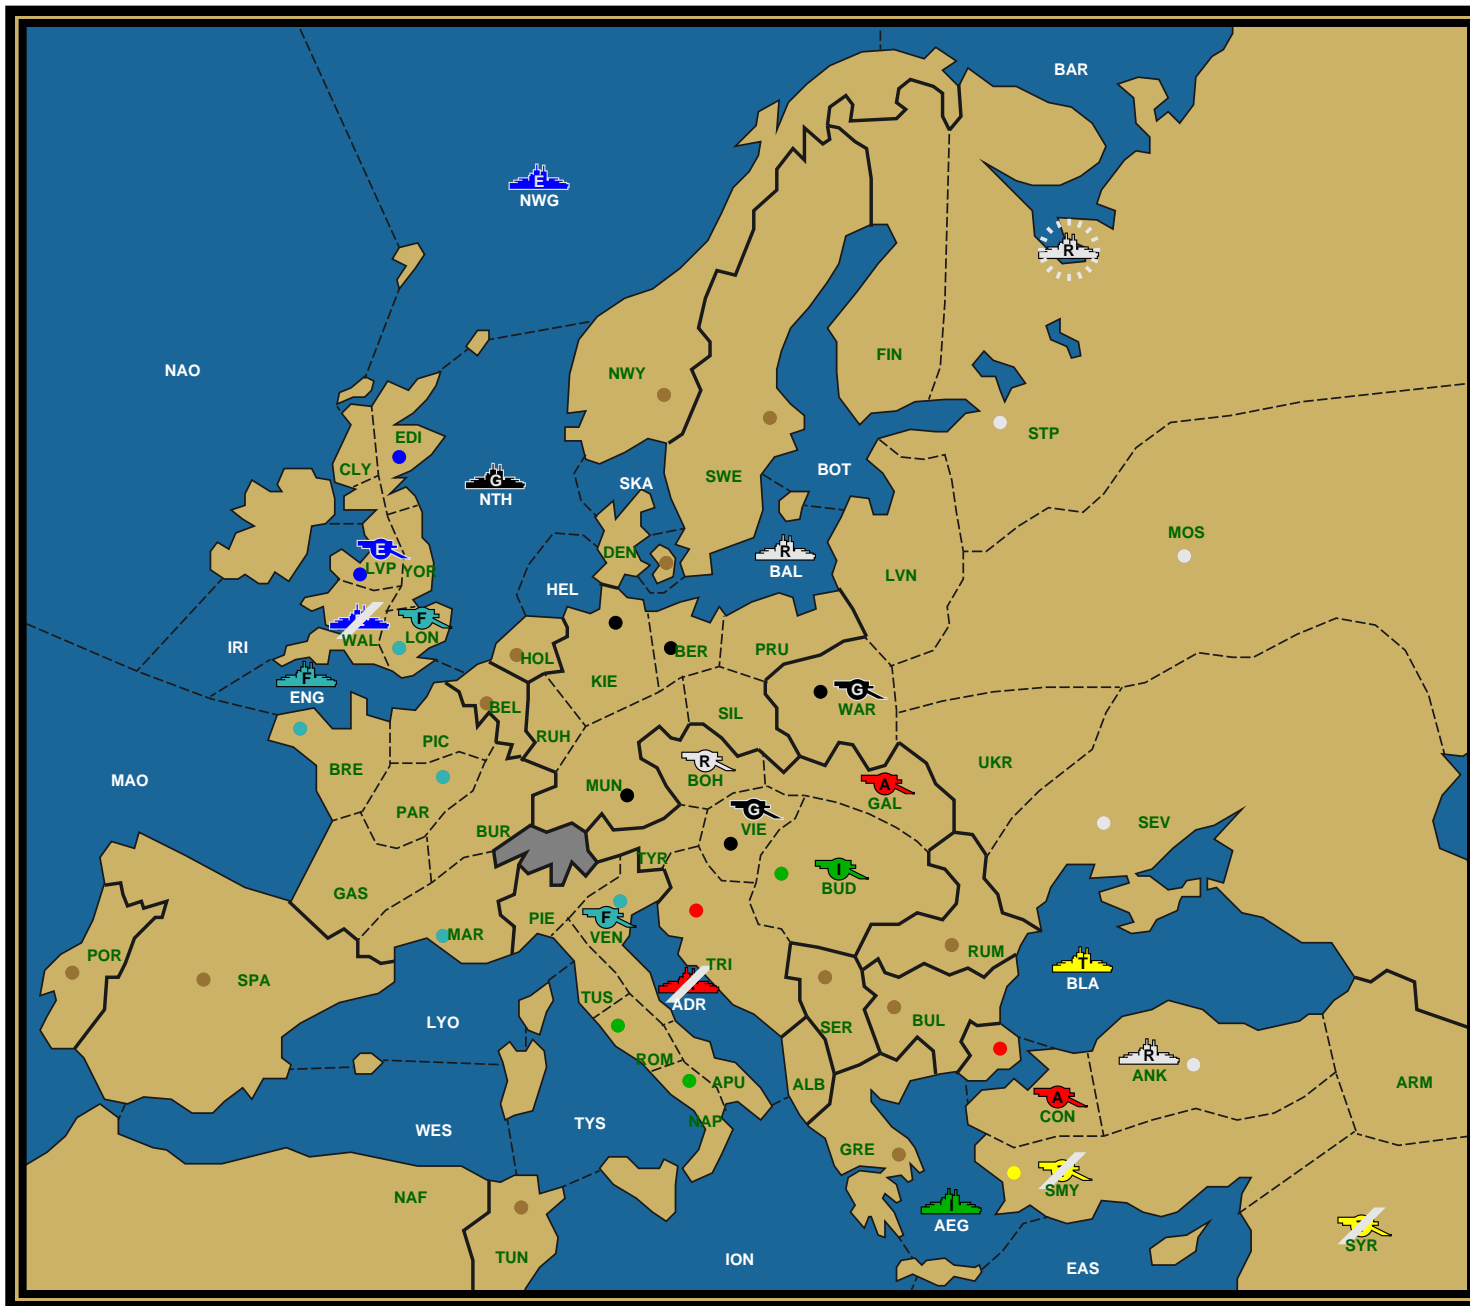 BAR
E
NWG
R
NAO
FIN
NWY
EDI
STP
CLY
BOT
SWE
SKA
G
NTH
MOS
E
R
DEN
BAL
LVP
YOR
LVN
HEL
F
WAL
LON
IRI
HOL
BER
PRU
F
ENG
KIE
G
WAR
BEL
SIL
RUH
PIC
R
UKR
BRE
BOH
MAO
MUN
A
GAL
PAR
G
VIE
SEV
BUR
TYR
I
BUD
GAS
PIE
F
VEN
MAR
RUM
POR
SPA
TRI
T
BLA
TUS
ADR
LYO
BUL
SER
ROM
R
ANK
APU
ALB
ARM
A
CON
NAP
TYS
WES
GRE
SMY
NAF
I
AEG
SYR
TUN
ION
EAS